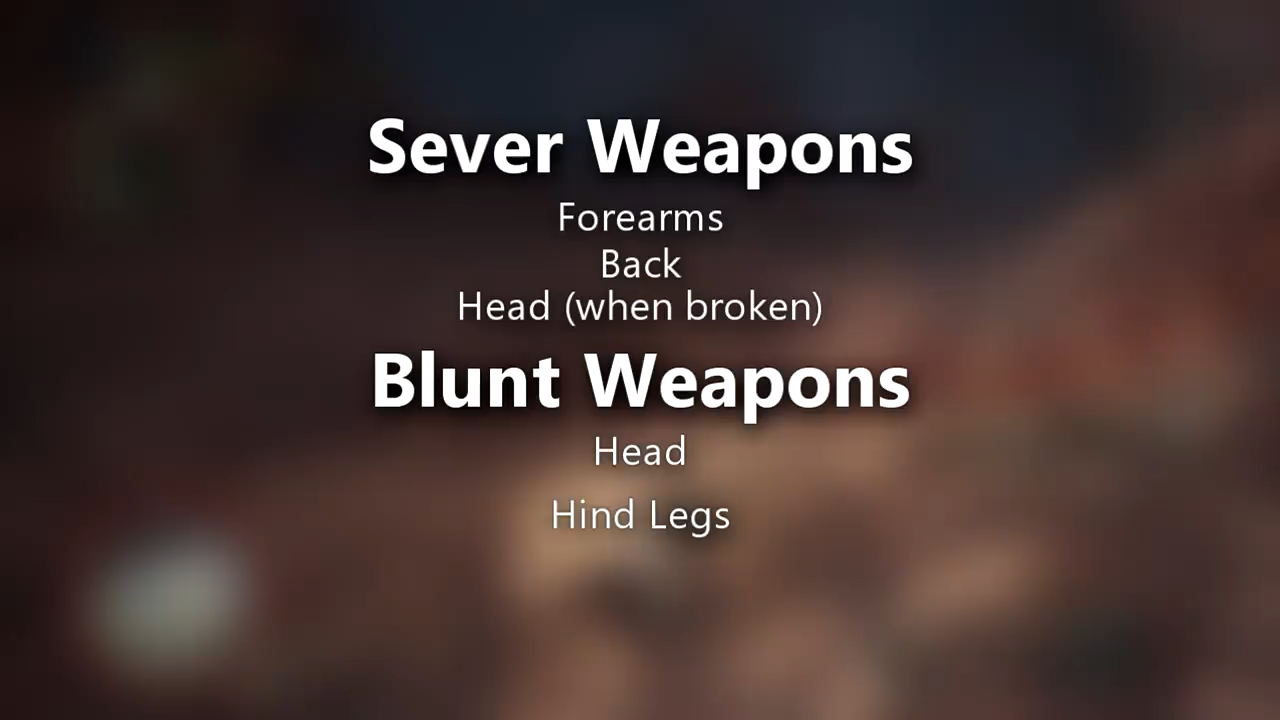 Sever Weapons
Forearms
Back
Head (when broken)
Blunt Weapons
Head
Hind Legs